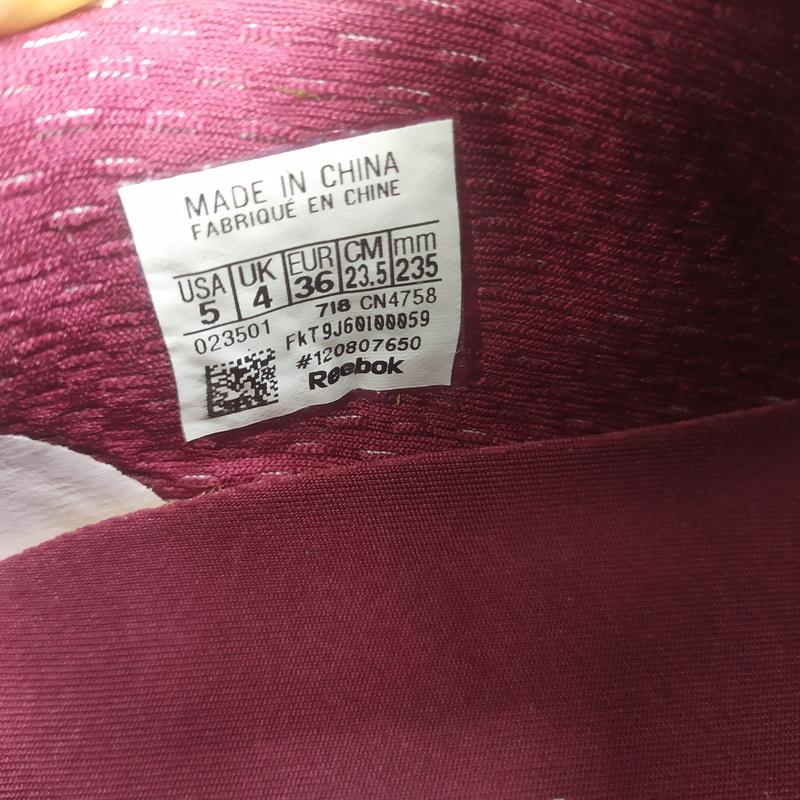 MADE IN CHINA
FABRIQUÉ EN CHINE
USA UK EUR CM mm
5 4 36 23.5 235
718 CN4758
023501 FkT9J60100059
#120807650
Reebok